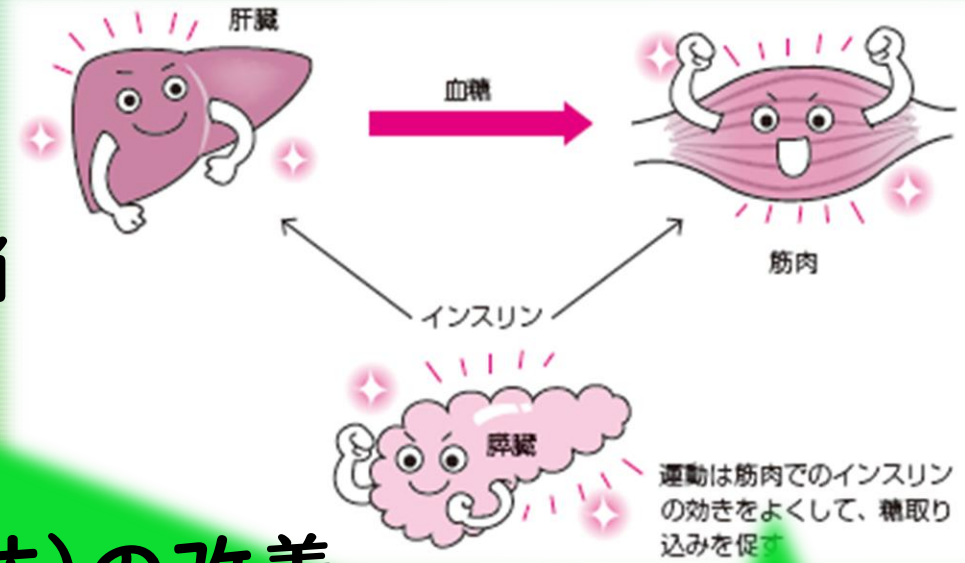 肝臓
血糖
筋肉
インスリン
膵臓
運動は筋肉でのインスリン
の効きをよくして、糖取り
込みを促す
)の改善